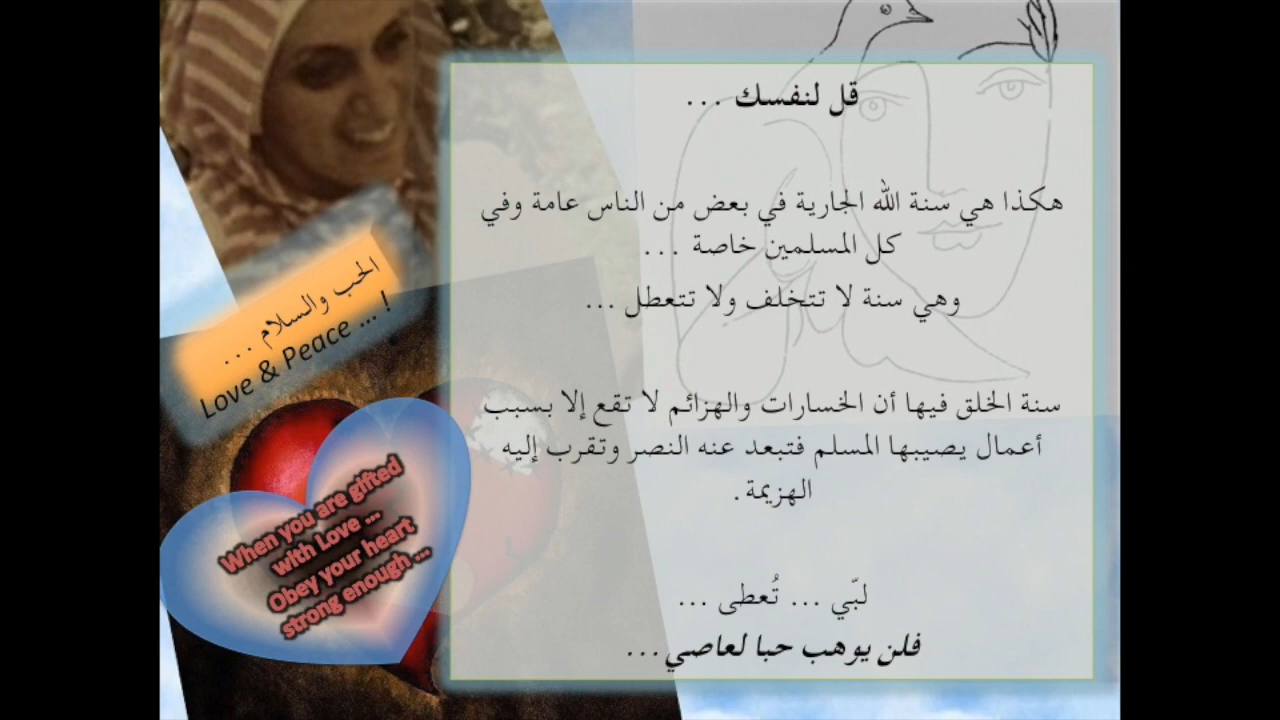 قل لنفسك ...
هكذا هي سنة الله الجارية في بعض من الناس عامة وفي
كل المسلمين خاصة ...
وهي سنة لا تتخلف ولا تتعطل ...
سنة الخلق فيها أن الخسارات والهزائم لا تقع إلا بسبب
أعمال يصيبها المسلم فتبعد عنه النصر وتقرب إليه
الهزيمة.
لبّي ... تُعطى ...
فلن يوهب حبا لعاصي...
الحب والسلام ...
Love & Peace ... !
When you are gifted
with Love ...
Obey your heart
strong enough ...